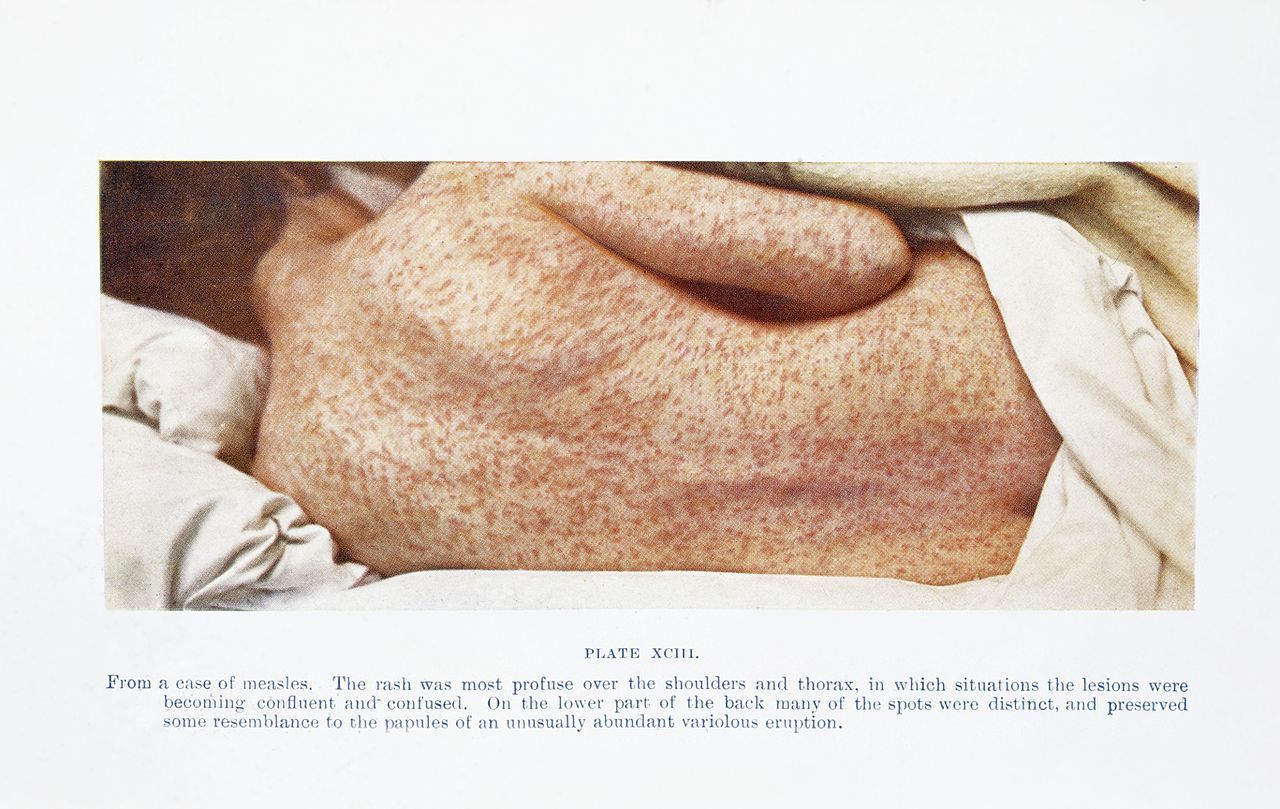 PLATE XCIII.
From a case of measles. The rash was most profuse over the shoulders and thorax, in which situations the lesions were
becoming confluent and confused. On the lower part of the back many of the spots were distinct, and preserved
some resemblance to the papules of an unusually abundant variolous eruption.